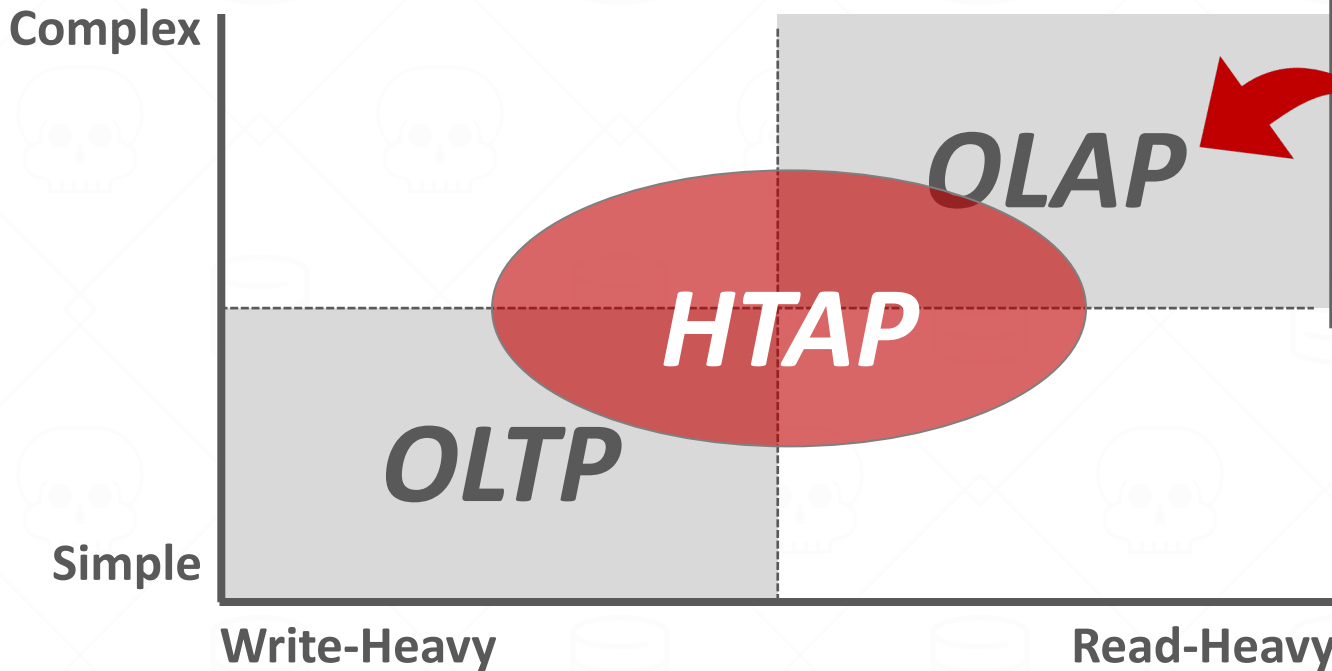 Complex
OLAP
HTAP
OLTP
Simple
Write-Heavy
Read-Heavy